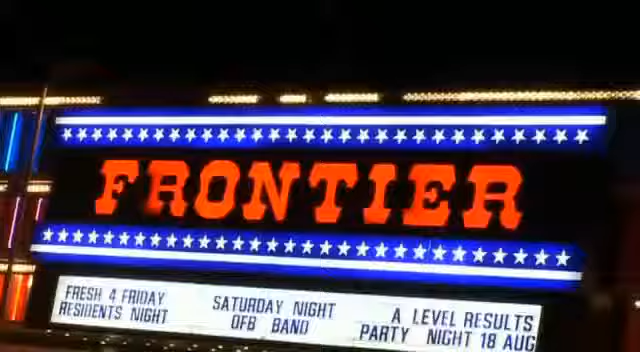 FRONTIER
FRESH 4 FRIDAY
RESIDENTS NIGHT
SATURDAY NIGHT
OFB BAND
A LEVEL RESULTS
PARTY NIGHT 18 AUG